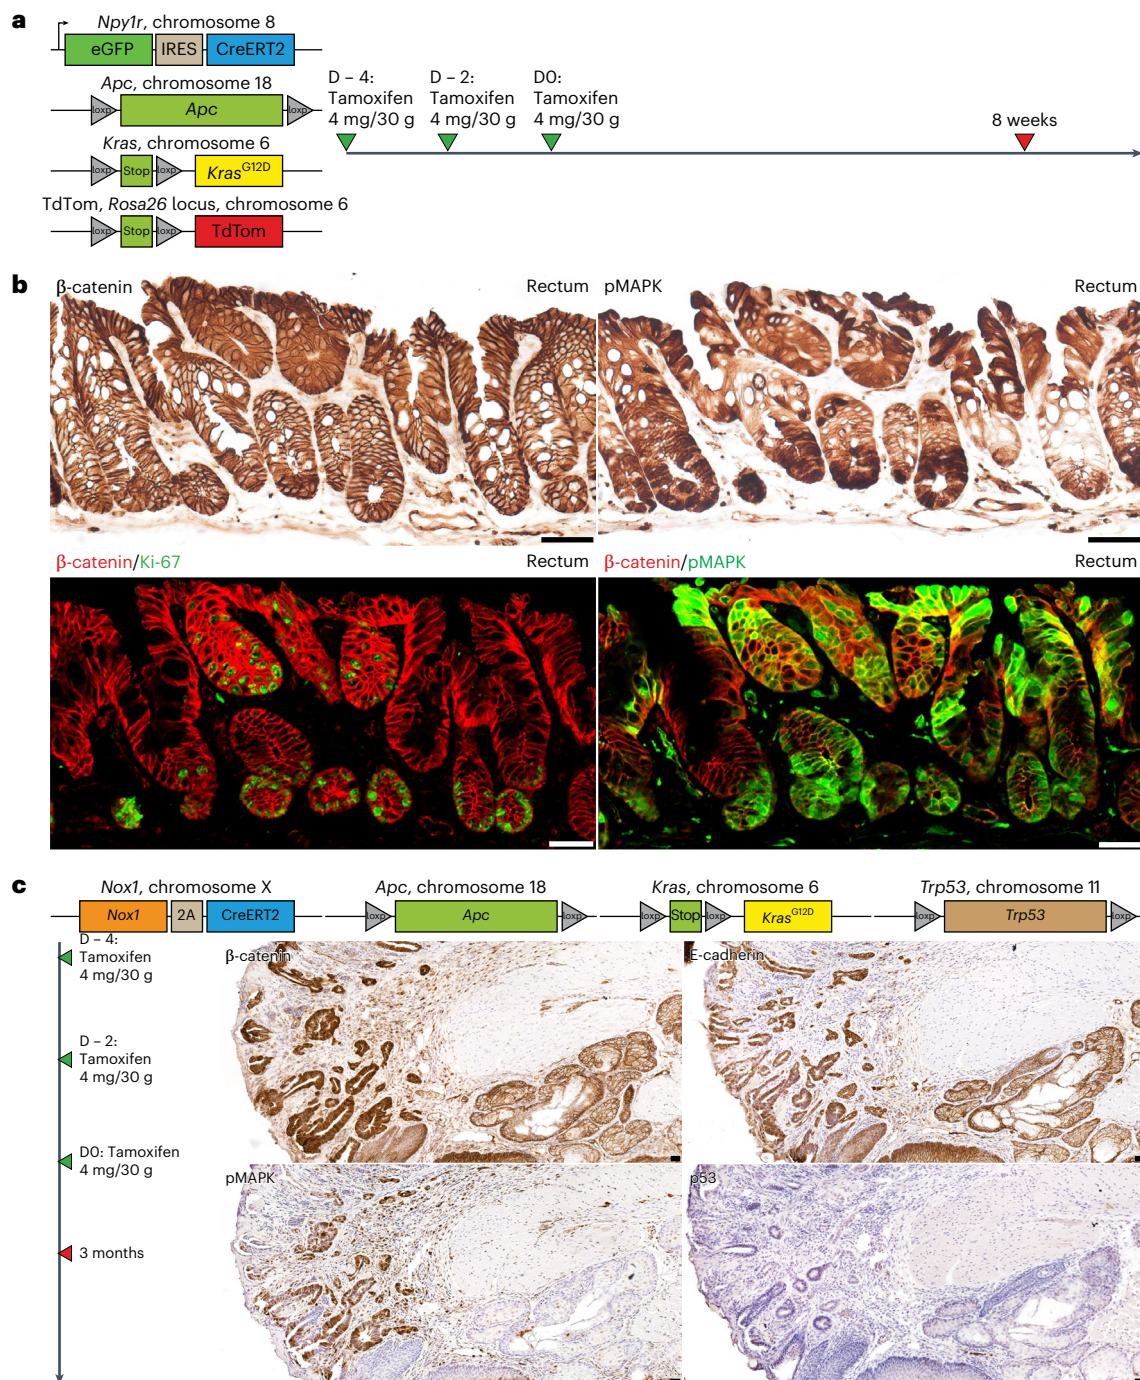 a
Npy1r, chromosome 8
eGFP IRES CreERT2
Apc, chromosome 18
loxp Apc loxp
Kras, chromosome 6
loxp Stop loxp KrasG12D
TdTom, Rosa26 locus, chromosome 6
loxp Stop loxp TdTom
D – 4:
Tamoxifen
4 mg/30 g
D – 2:
Tamoxifen
4 mg/30 g
D0:
Tamoxifen
4 mg/30 g
8 weeks
b
β-catenin
Rectum
pMAPK
Rectum
β-catenin/Ki-67
Rectum
β-catenin/pMAPK
Rectum
c
Nox1, chromosome X
Nox1 2A CreERT2
Apc, chromosome 18
loxp Apc loxp
Kras, chromosome 6
loxp Stop loxp KrasG12D
Trp53, chromosome 11
loxp Trp53 loxp
D – 4:
Tamoxifen
4 mg/30 g
D – 2:
Tamoxifen
4 mg/30 g
D0: Tamoxifen
4 mg/30 g
3 months
β-catenin
E-cadherin
pMAPK
p53